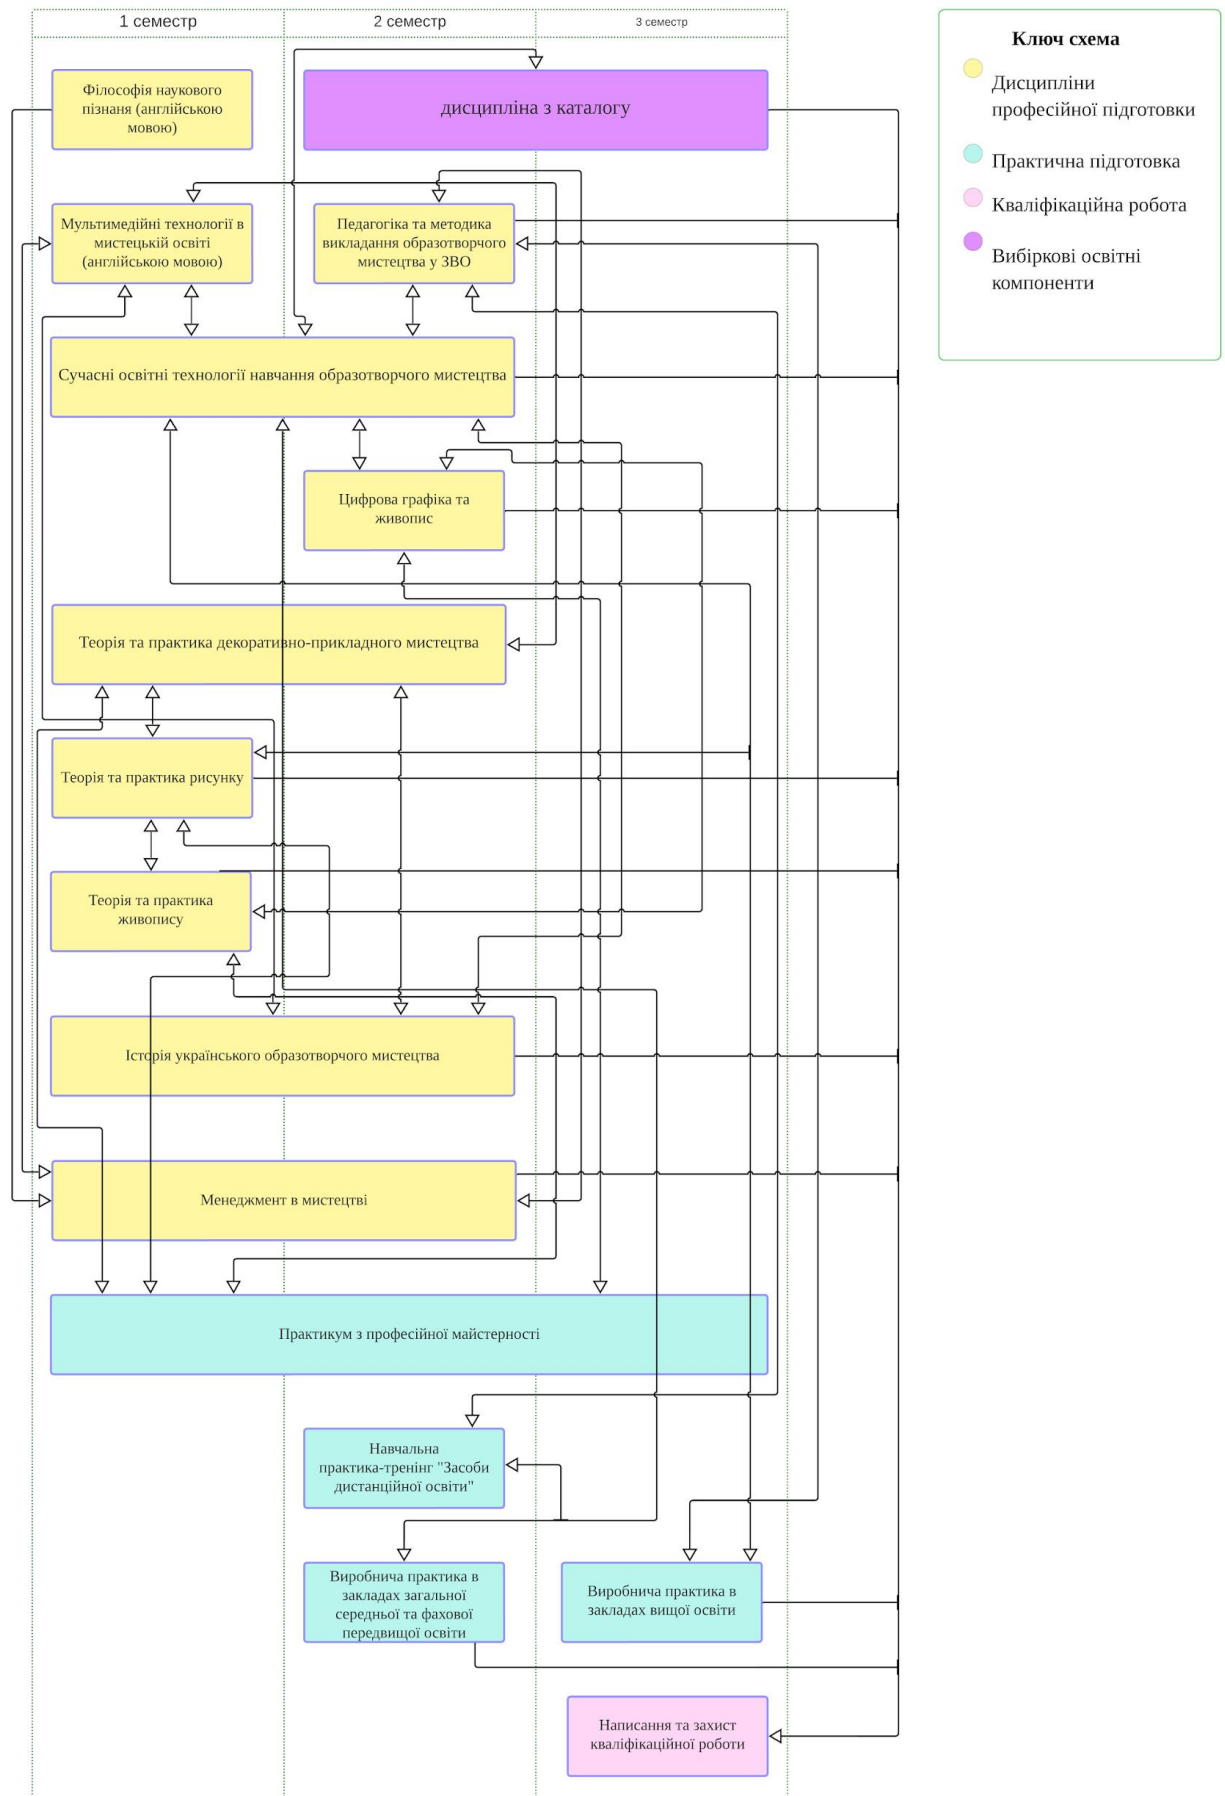 1 семестр
2 семестр
3 семестр
Ключ схема
Дисципліни
професійної підготовки
Практична підготовка
Кваліфікаційна робота
Вибіркові освітні
компоненти
Філософія наукового
пізнаня (англійською
мовою)
дисципліна з каталогу
Мультимедійні технології в
мистецькій освіті
(англійською мовою)
Педагогіка та методика
викладання образотворчого
мистецтва у ЗВО
Сучасні освітні технології навчання образотворчого мистецтва
Цифрова графіка та
живопис
Теорія та практика декоративно-прикладного мистецтва
Теорія та практика рисунку
Теорія та практика
живопису
Історія українського образотворчого мистецтва
Менеджмент в мистецтві
Практикум з професійної майстерності
Навчальна
практика-тренінг "Засоби
дистанційної освіти"
Виробнича практика в
закладах загальної
середньої та фахової
передвищої освіти
Виробнича практика в
закладах вищої освіти
Написання та захист
кваліфікаційної роботи